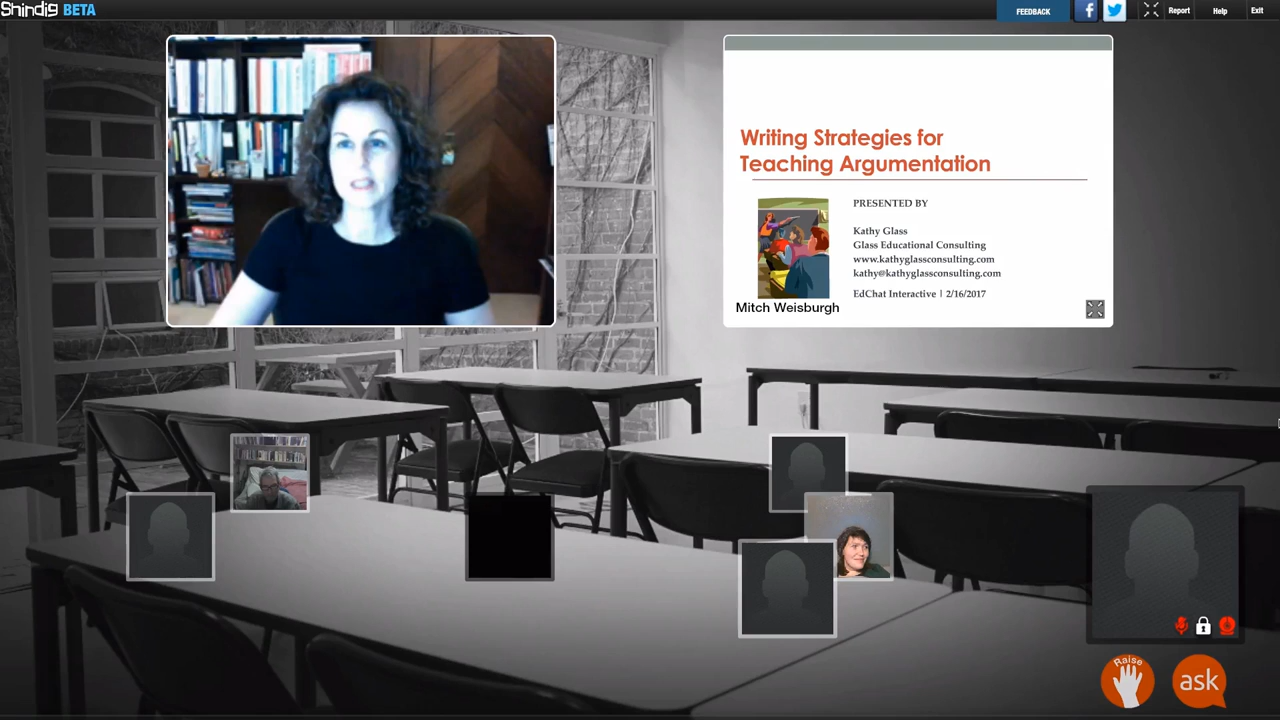 Shindig BETA
FEEDBACK
Report
Help
Exit
Writing Strategies for
Teaching Argumentation
PRESENTED BY
Kathy Glass
Glass Educational Consulting
www.kathyglassconsulting.com
kathy@kathyglassconsulting.com
EdChat Interactive | 2/16/2017
Mitch Weisburgh
Raise
ask